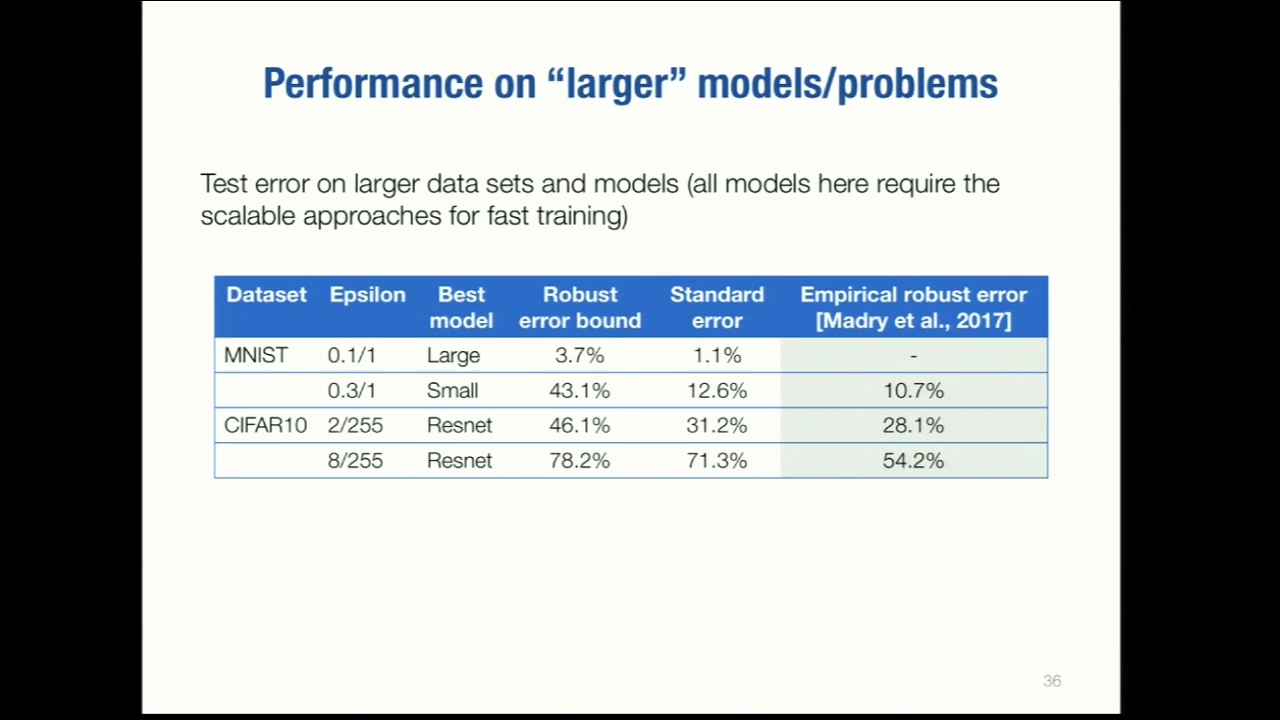 Performance on “larger” models/problems
Test error on larger data sets and models (all models here require the
scalable approaches for fast training)
Dataset Epsilon Best model Robust error bound Standard error Empirical robust error [Madry et al., 2017]
MNIST 0.1/1 Large 3.7% 1.1% -
0.3/1 Small 43.1% 12.6% 10.7%
CIFAR10 2/255 Resnet 46.1% 31.2% 28.1%
8/255 Resnet 78.2% 71.3% 54.2%
36